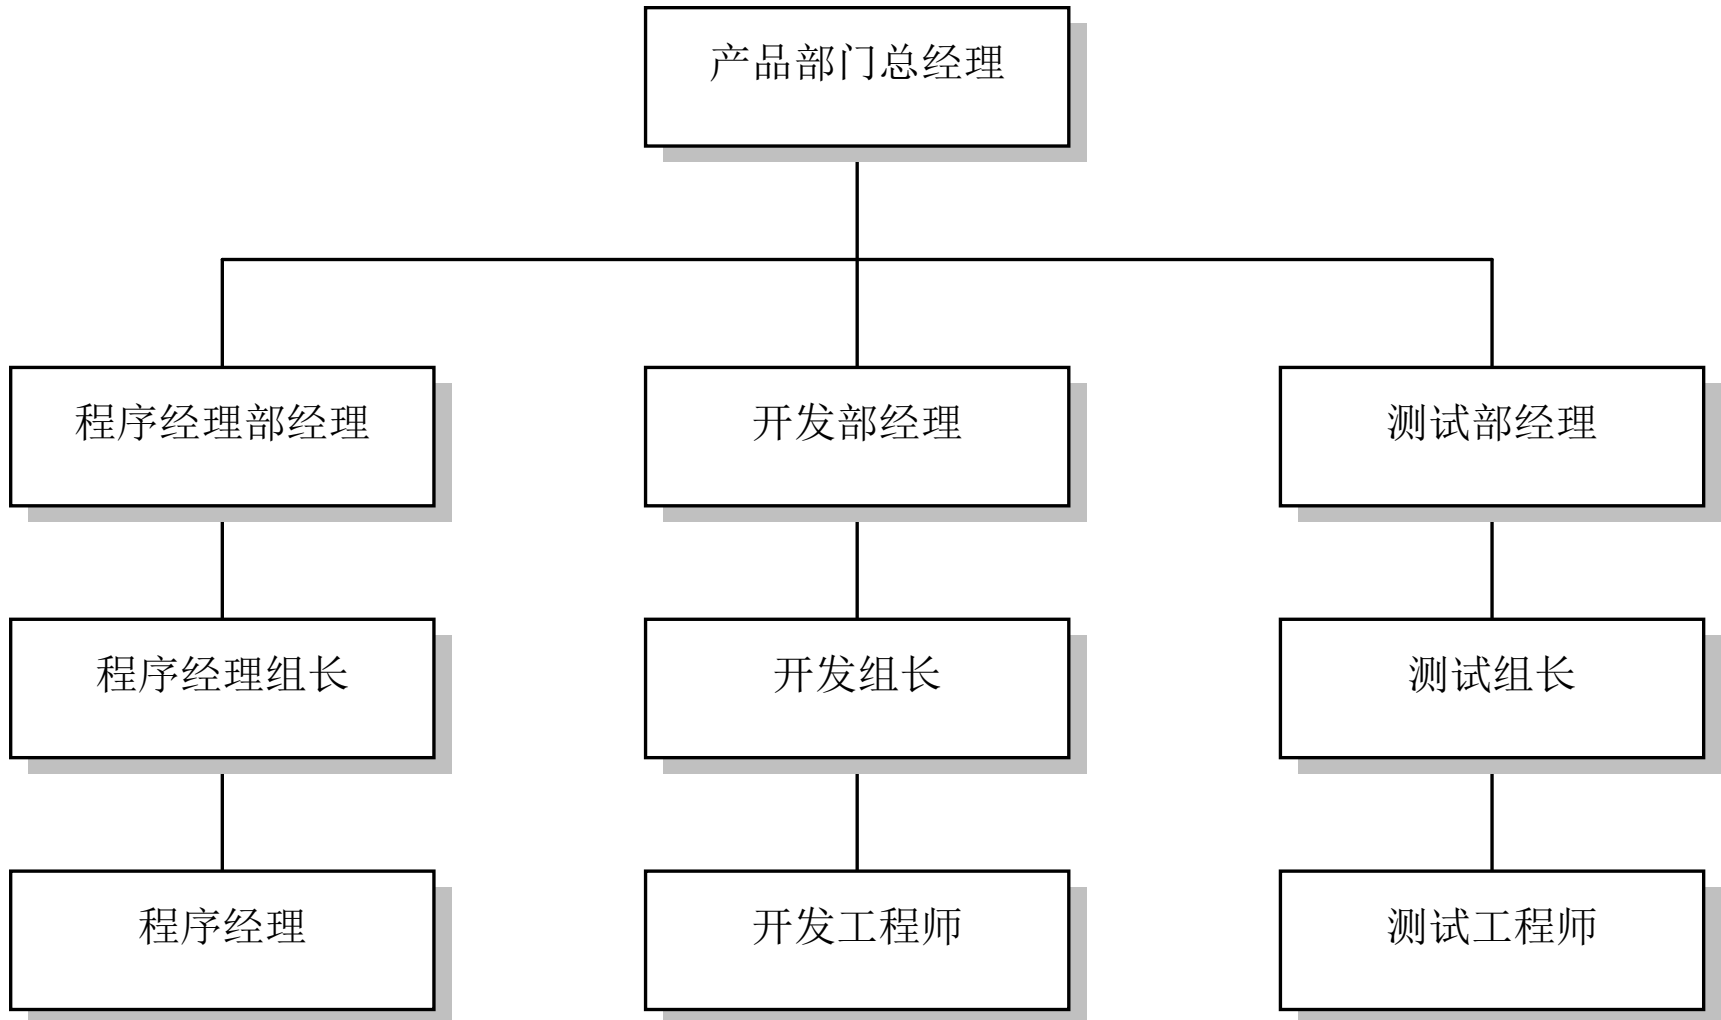 产品部门总经理
程序经理部经理
开发部经理
测试部经理
程序经理组长
开发组长
测试组长
程序经理
开发工程师
测试工程师